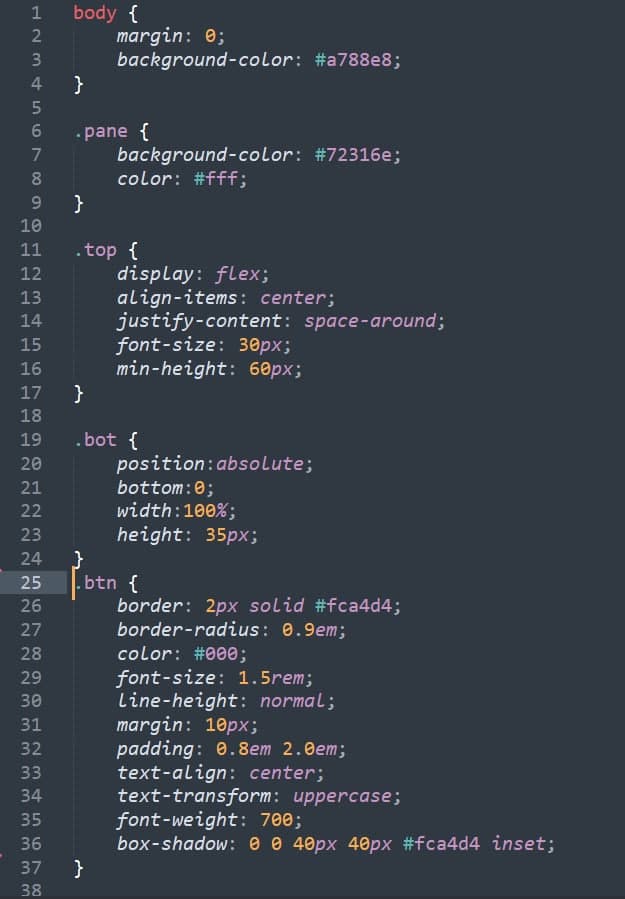 1 body {
2     margin: 0;
3     background-color: #a788e8;
4 }
5
6 .pane {
7     background-color: #72316e;
8     color: #fff;
9 }
10
11 .top {
12     display: flex;
13     align-items: center;
14     justify-content: space-around;
15     font-size: 30px;
16     min-height: 60px;
17 }
18
19 .bot {
20     position:absolute;
21     bottom:0;
22     width:100%;
23     height: 35px;
24 }
25 .btn {
26     border: 2px solid #fca4d4;
27     border-radius: 0.9em;
28     color: #000;
29     font-size: 1.5rem;
30     line-height: normal;
31     margin: 10px;
32     padding: 0.8em 2.0em;
33     text-align: center;
34     text-transform: uppercase;
35     font-weight: 700;
36     box-shadow: 0 0 40px 40px #fca4d4 inset;
37 }
38